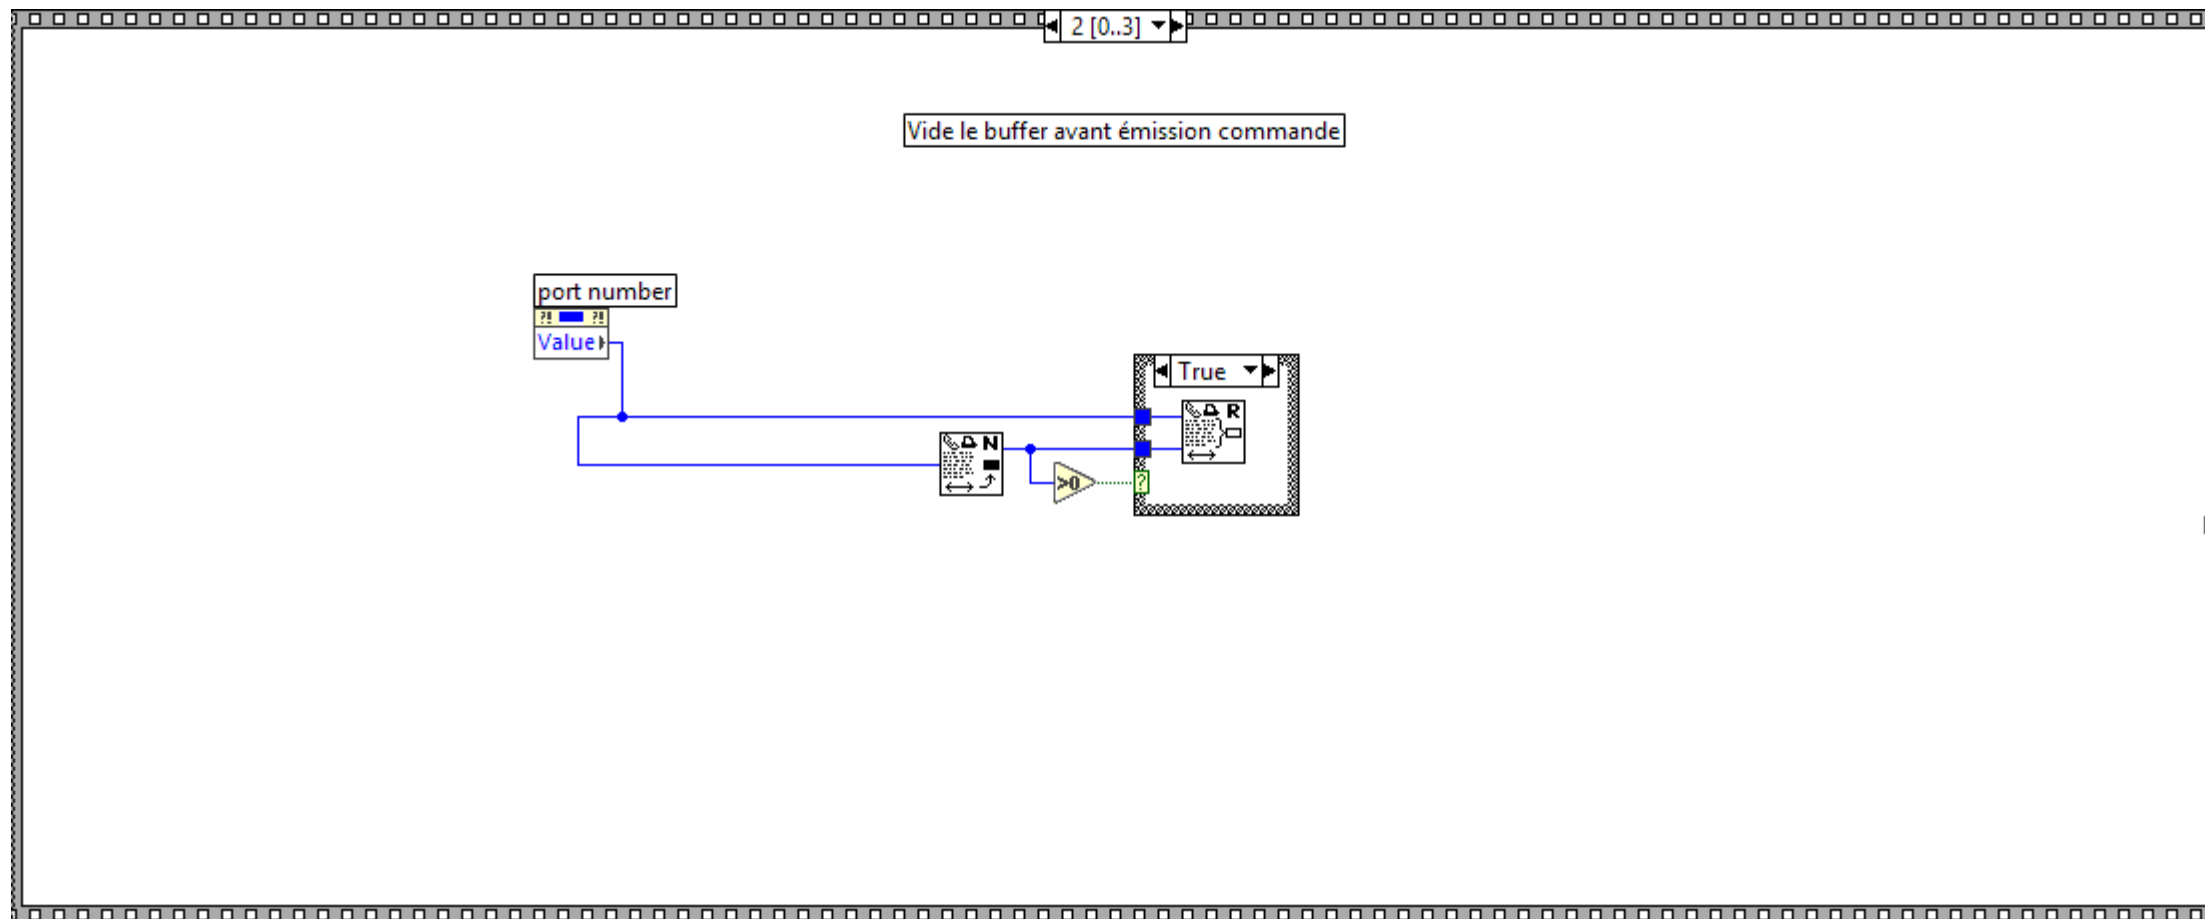 2 [0..3]
Vide le buffer avant émission commande
port number
?! ?!
Value
True
R
N
>0
?